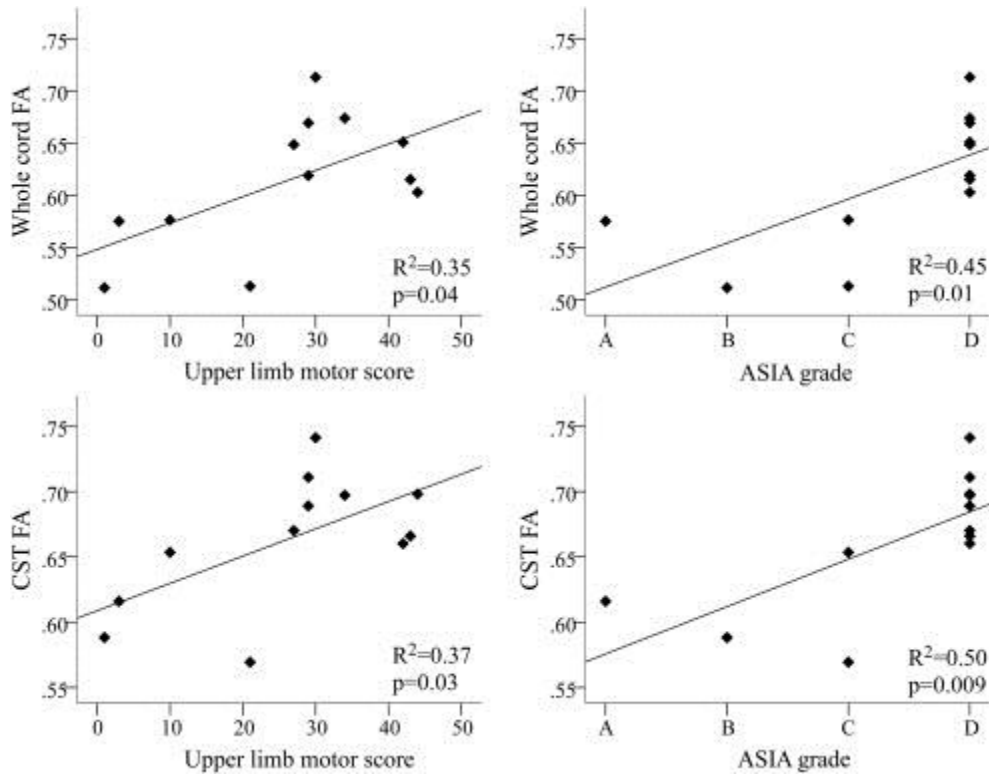 .75
.70
.65
.60
.55
.50
Whole cord FA
R²=0.35
p=0.04
0 10 20 30 40 50
Upper limb motor score
.75
.70
.65
.60
.55
.50
Whole cord FA
R²=0.45
p=0.01
A B C D
ASIA grade
.75
.70
.65
.60
.55
CST FA
R²=0.37
p=0.03
0 10 20 30 40 50
Upper limb motor score
.75
.70
.65
.60
.55
CST FA
R²=0.50
p=0.009
A B C D
ASIA grade